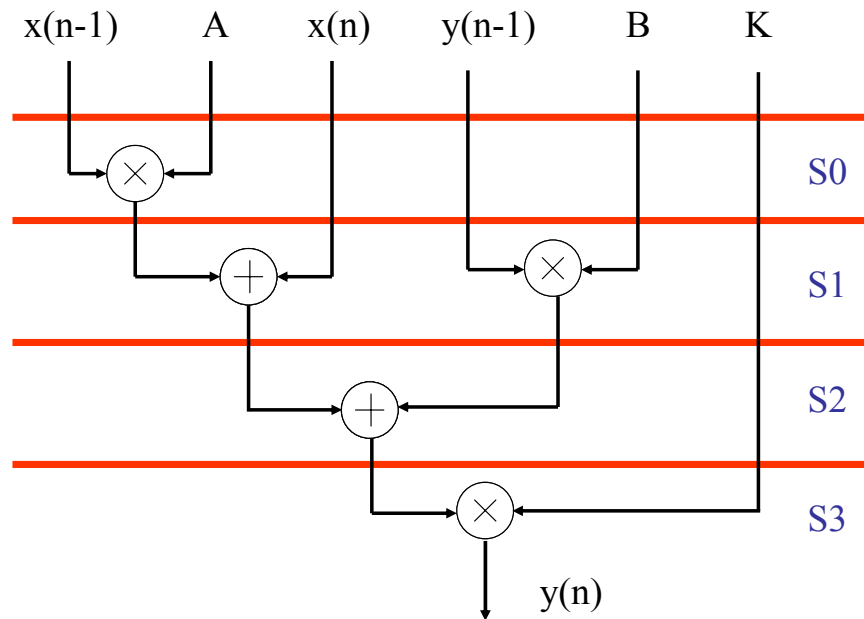 x(n-1) A x(n) y(n-1) B K
× S0
+ × S1
+ S2
× S3
y(n)